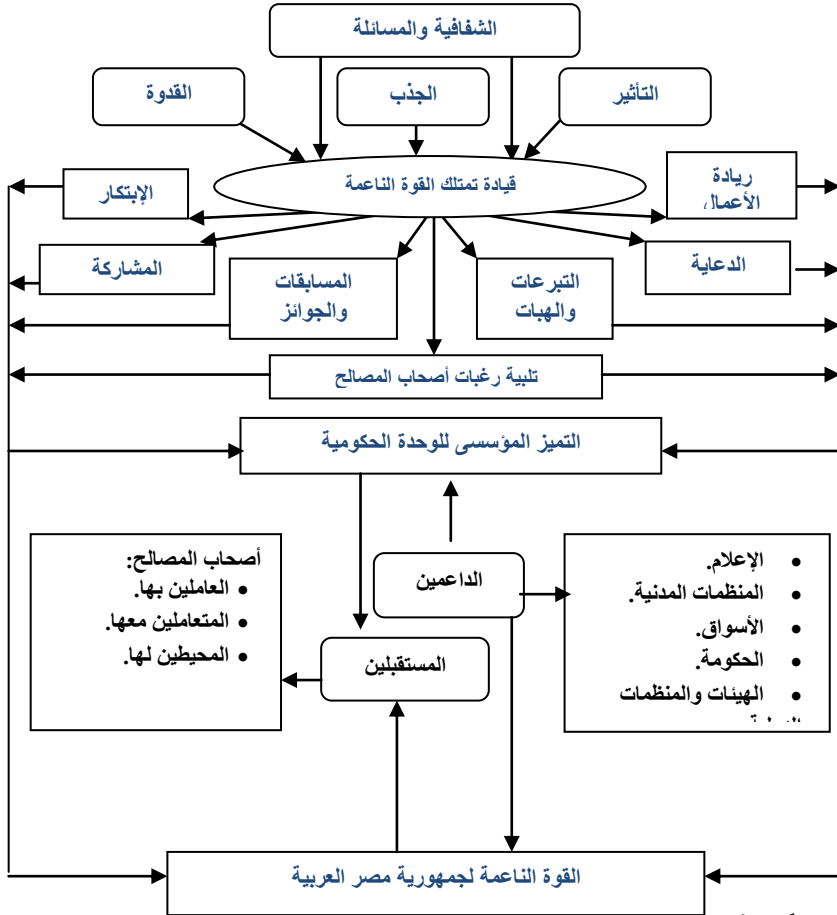 الشفافية والمسائلة
التأثير
الجذب
القدوة
قيادة تمتلك القوة الناعمة
ريادة
الأعمال
الإبتكار
الدعاية
التبرعات
والهبات
المسابقات
والجوائز
المشاركة
تلبية رغبات أصحاب المصالح
التميز المؤسسى للوحدة الحكومية
الداعمين
• الإعلام.
• المنظمات المدنية.
• الأسواق.
• الحكومة.
• الهيئات والمنظمات
أصحاب المصالح:
• العاملين بها.
• المتعاملين معها.
• المحيطين لها.
المستقبلين
القوة الناعمة لجمهورية مصر العربية